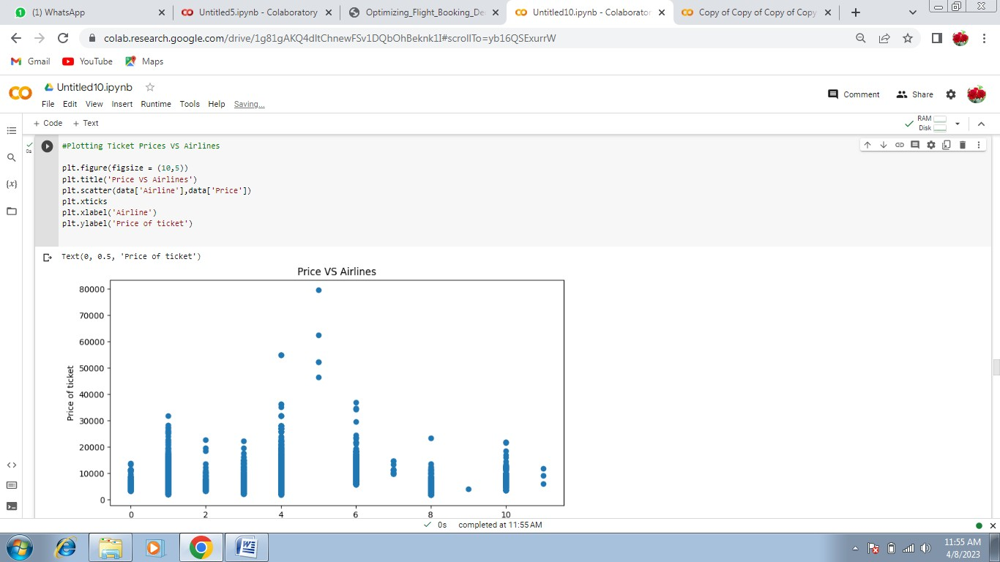 (1) WhatsApp
Untitled5.ipynb - Colaboratory
Optimizing_Flight_Booking_De
Untitled10.ipynb - Colaborator
Copy of Copy of Copy of Copy
colab.research.google.com/drive/1g81gAKQ4dItChnewFSv1DQbOhBeknk1I#scrollTo=yb16QSExurrW
Gmail YouTube Maps
Untitled10.ipynb
File Edit View Insert Runtime Tools Help Saving...
Comment Share
+ Code + Text
RAM
Disk
0s
#Plotting Ticket Prices VS Airlines
plt.figure(figsize = (10,5))
plt.title('Price VS Airlines')
plt.scatter(data['Airline'],data['Price'])
plt.xticks
plt.xlabel('Airline')
plt.ylabel('Price of ticket')
{x}
Text(0, 0.5, 'Price of ticket')
Price VS Airlines
80000
70000
60000
50000
40000
30000
20000
10000
0
Price of ticket
0 2 4 6 8 10
0s completed at 11:55 AM
11:55 AM
4/8/2023